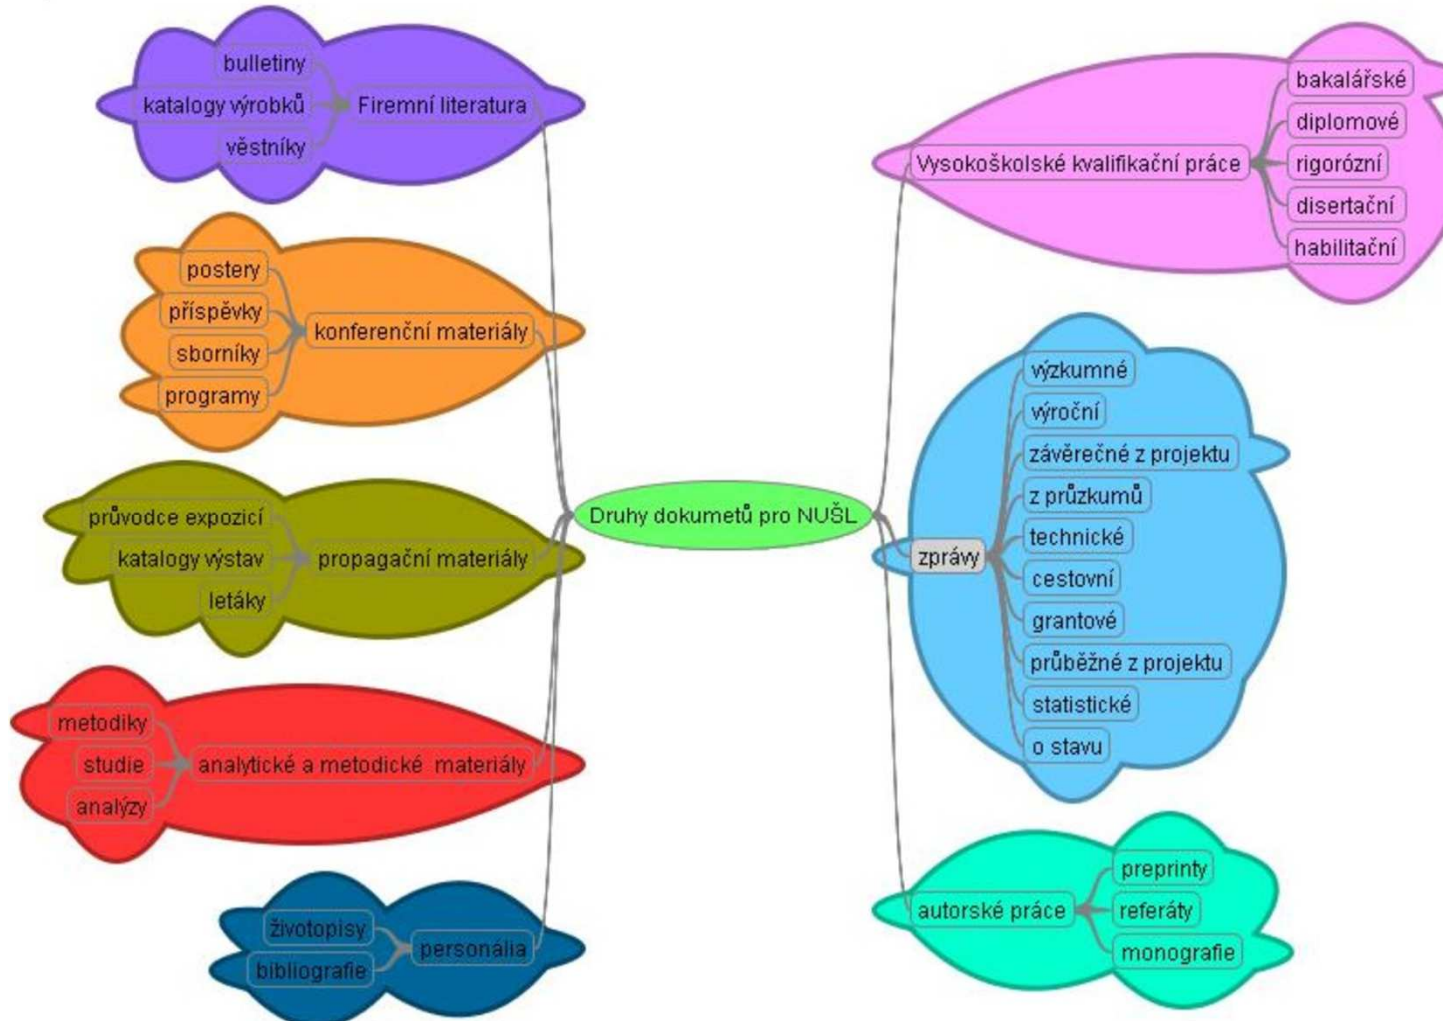 bulletiny
katalogy výrobků
věstníky
Firemní literatura
postery
příspěvky
sborníky
programy
konferenční materiály
průvodce expozicí
katalogy výstav
letáky
propagační materiály
metodiky
studie
analýzy
analytické a metodické materiály
životopisy
bibliografie
personália
Druhy dokumetů pro NUŠL
Vysokoškolské kvalifikační práce
bakalářské
diplomové
rigorózní
disertační
habilitační
zprávy
výzkumné
výroční
závěrečné z projektu
z průzkumů
technické
cestovní
grantové
průběžné z projektu
statistické
o stavu
autorské práce
preprinty
referáty
monografie